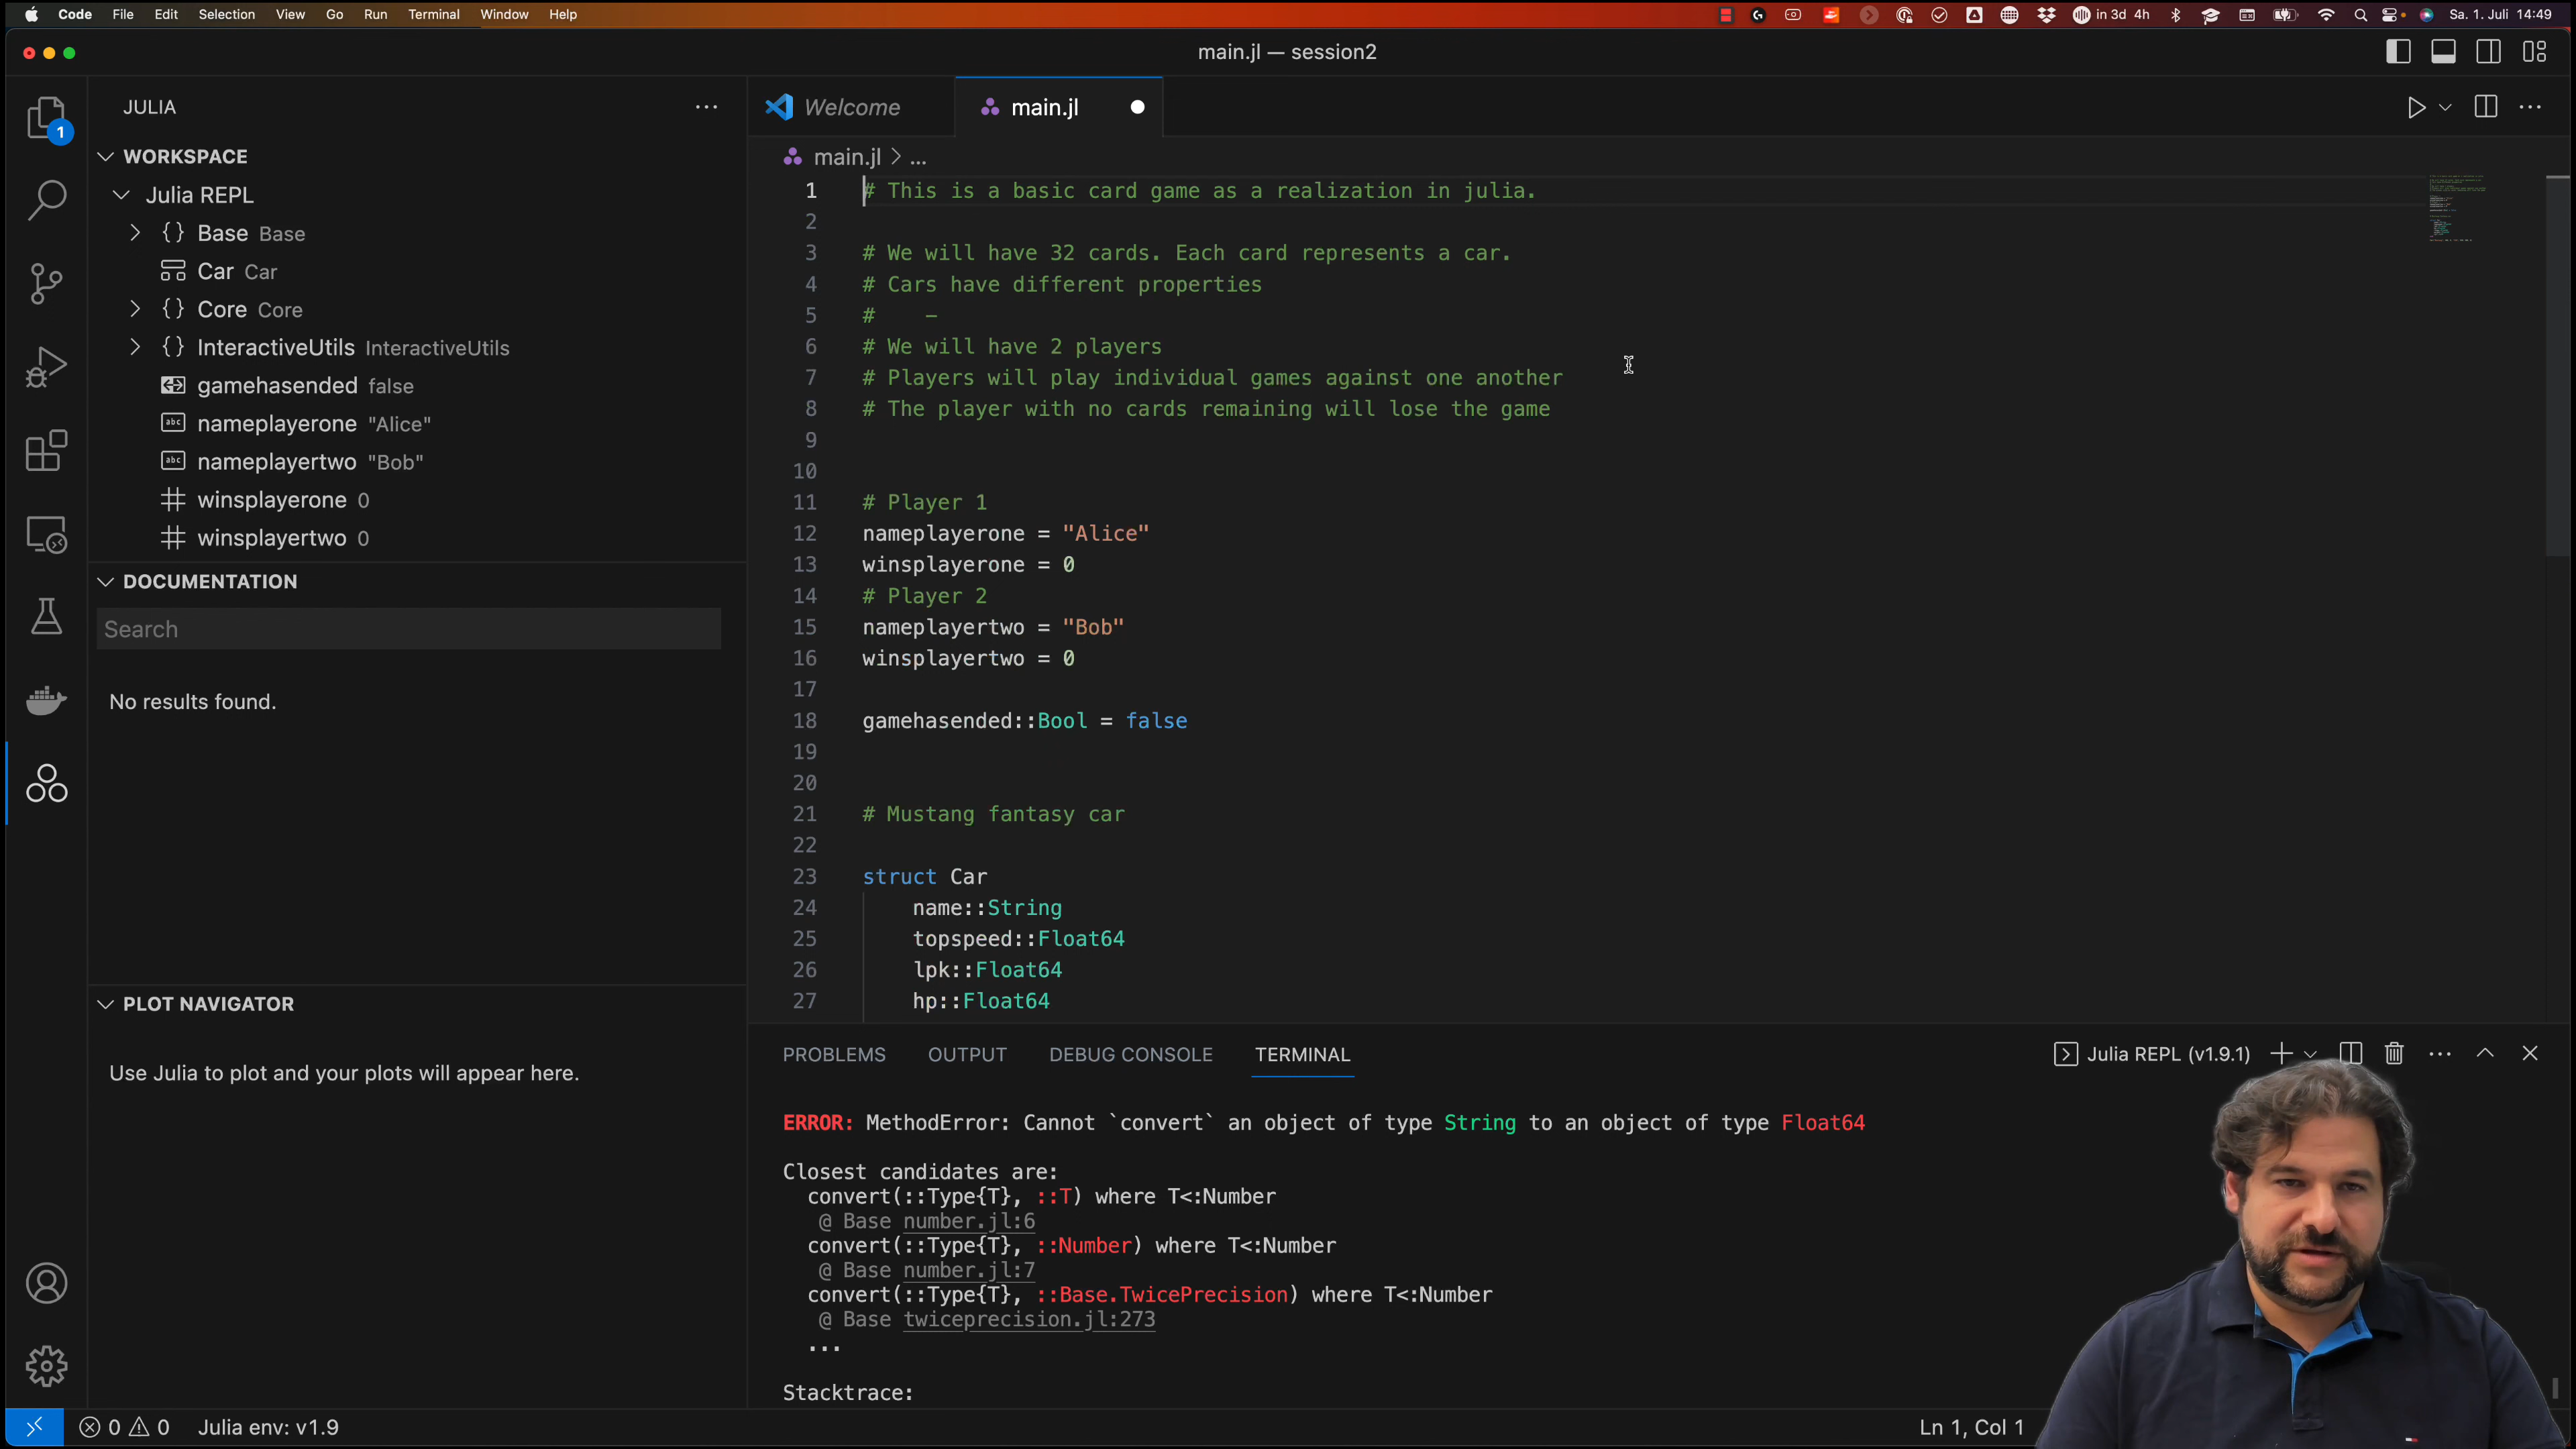 Code File Edit Selection View Go Run Terminal Window Help
in 3d 4h
Sa. 1. Juli 14:49
main.jl — session2
JULIA
Welcome
main.jl
1
WORKSPACE
main.jl > ...
Julia REPL
{} Base Base
Car Car
{} Core Core
{} InteractiveUtils InteractiveUtils
gamehasended false
abc nameplayerone "Alice"
abc nameplayertwo "Bob"
winsplayerone 0
winsplayertwo 0
DOCUMENTATION
Search
No results found.
PLOT NAVIGATOR
Use Julia to plot and your plots will appear here.
1 # This is a basic card game as a realization in julia.
2
3 # We will have 32 cards. Each card represents a car.
4 # Cars have different properties
5 #    –
6 # We will have 2 players
7 # Players will play individual games against one another
8 # The player with no cards remaining will lose the game
9
10
11 # Player 1
12 nameplayerone = "Alice"
13 winsplayerone = 0
14 # Player 2
15 nameplayertwo = "Bob"
16 winsplayertwo = 0
17
18 gamehasended::Bool = false
19
20
21 # Mustang fantasy car
22
23 struct Car
24 name::String
25 topspeed::Float64
26 lpk::Float64
27 hp::Float64
PROBLEMS OUTPUT DEBUG CONSOLE TERMINAL
Julia REPL (v1.9.1)
ERROR: MethodError: Cannot `convert` an object of type String to an object of type Float64
Closest candidates are:
convert(::Type{T}, ::T) where T<:Number
@ Base number.jl:6
convert(::Type{T}, ::Number) where T<:Number
@ Base number.jl:7
convert(::Type{T}, ::Base.TwicePrecision) where T<:Number
@ Base twiceprecision.jl:273
...
Stacktrace:
0 0 Julia env: v1.9
Ln 1, Col 1